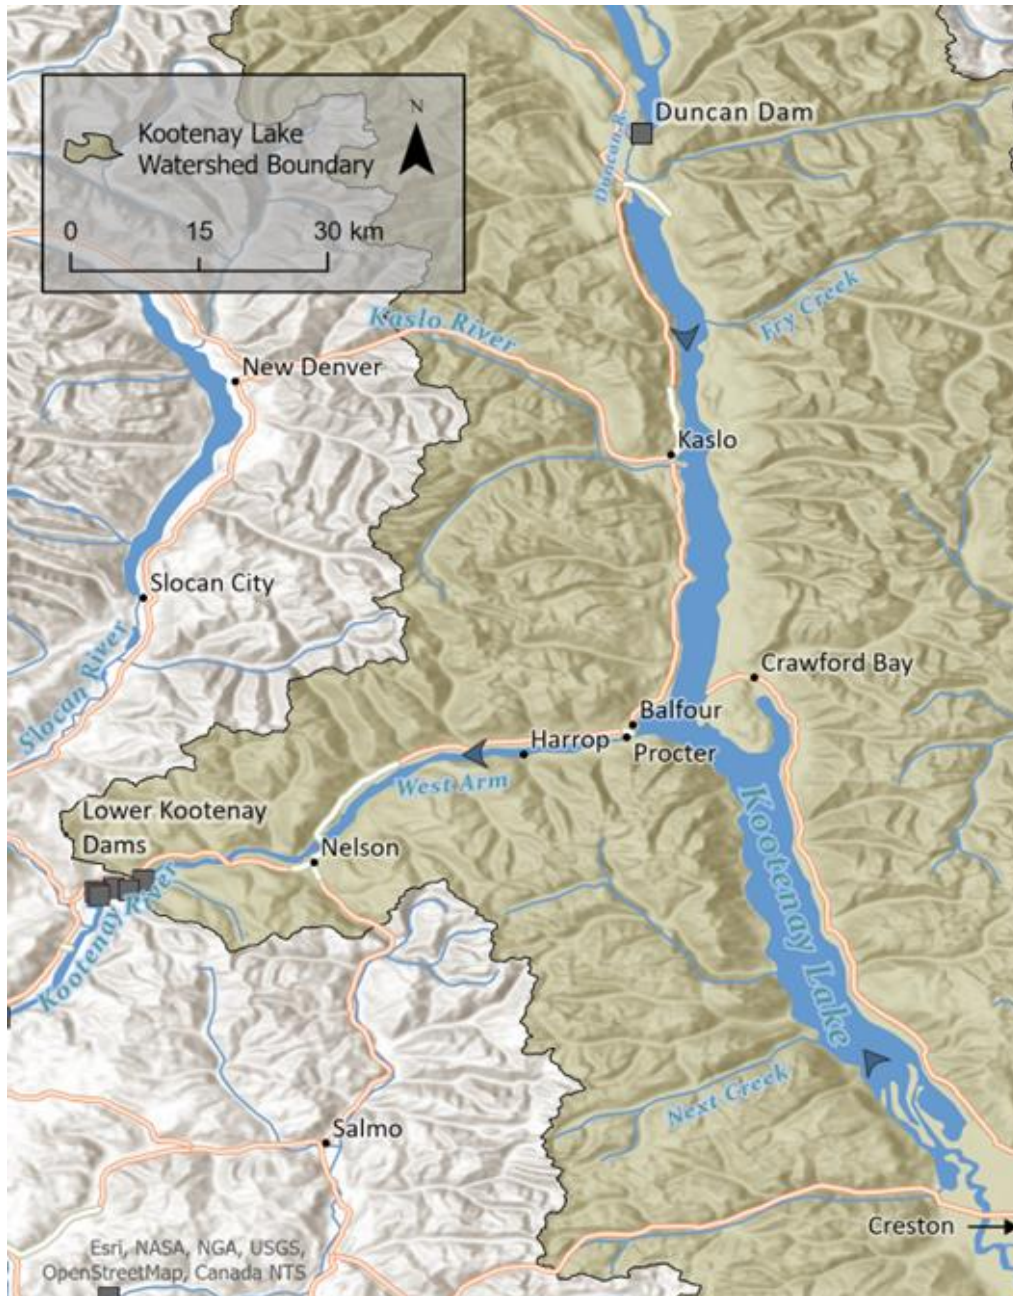 Duncan Dam
Duncan R.
N
Kootenay Lake
Watershed Boundary
0 15 30 km
Fry Creek
Kaslo River
New Denver
Kaslo
Slocan City
Slocan River
Crawford Bay
Balfour
Harrop
Procter
West Arm
Kootenay Lake
Lower Kootenay
Dams
Nelson
Kootenay River
Next Creek
Salmo
Creston
Esri, NASA, NGA, USGS,
OpenStreetMap, Canada NTS